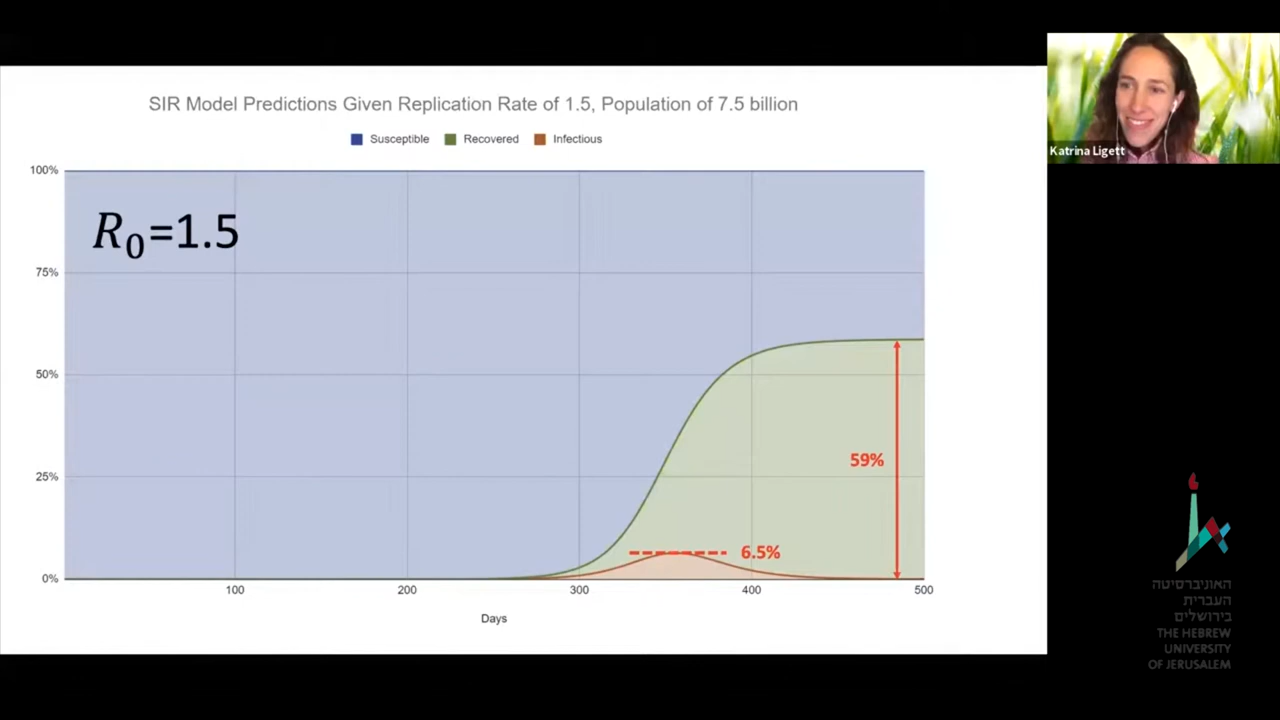 SIR Model Predictions Given Replication Rate of 1.5, Population of 7.5 billion
Susceptible Recovered Infectious
100%
R₀=1.5
75%
50%
59%
25%
6.5%
0%
100 200 300 400 500
Days
Katrina Ligett
האוניברסיטה
העברית
בירושלים
THE HEBREW
UNIVERSITY
OF JERUSALEM